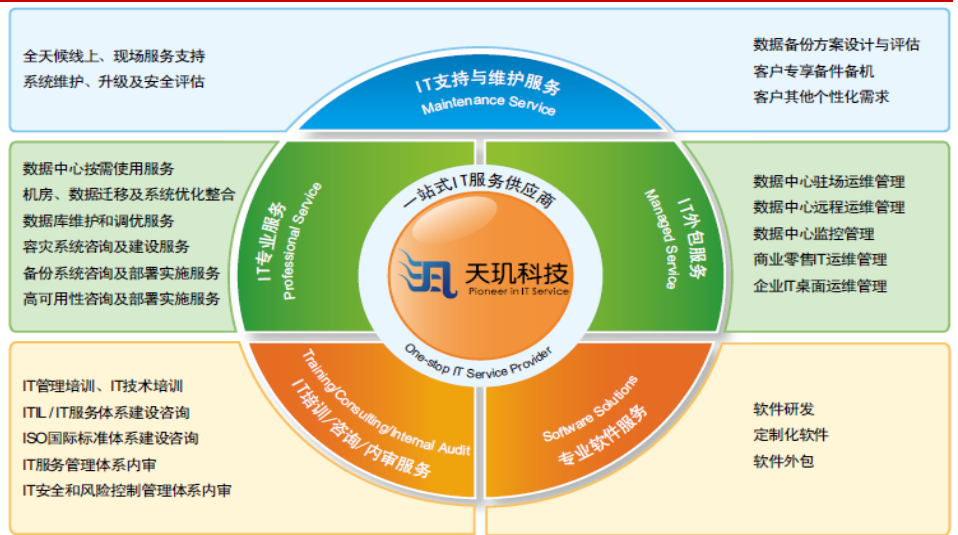 全天候线上、现场服务支持
系统维护、升级及安全评估
数据备份方案设计与评估
客户专享备件备机
客户其他个性化需求
IT支持与维护服务
Maintenance Service
数据中心按需使用服务
机房、数据迁移及系统优化整合
数据库维护和调优服务
容灾系统咨询及建设服务
备份系统咨询及部署实施服务
高可用性咨询及部署实施服务
IT专业服务
Professional Service
一站式IT服务供应商
天玑科技
Pioneer in IT Service
One-stop IT Service Provider
IT外包服务
Managed Service
数据中心驻场运维管理
数据中心远程运维管理
数据中心监控管理
商业零售IT运维管理
企业IT桌面运维管理
IT管理培训、IT技术培训
ITIL/IT服务体系建设咨询
ISO国际标准体系建设咨询
IT服务管理体系内审
IT安全和风险控制管理体系内审
Training/Consulting/Internal Audit
IT培训/咨询/内审服务
Software Solutions
专业软件服务
软件研发
定制化软件
软件外包